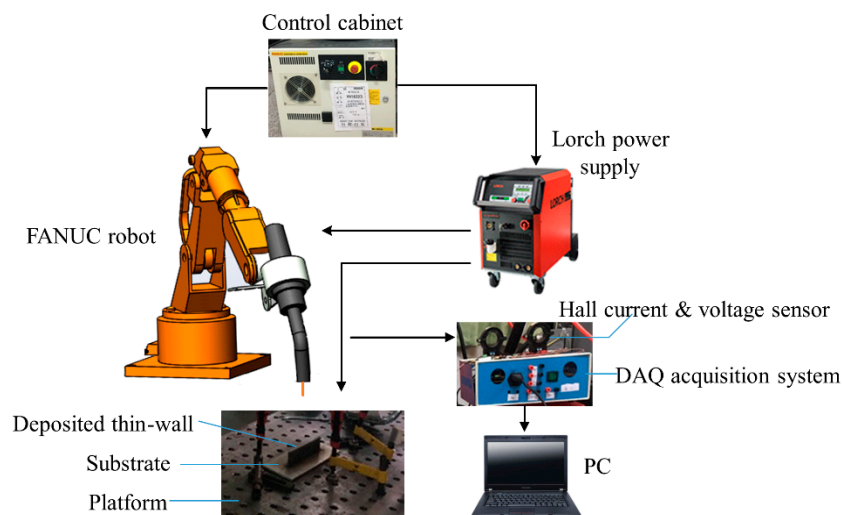 Control cabinet
Lorch power
supply
LORCH
FANUC robot
Hall current & voltage sensor
DAQ acquisition system
Deposited thin-wall
Substrate
Platform
PC